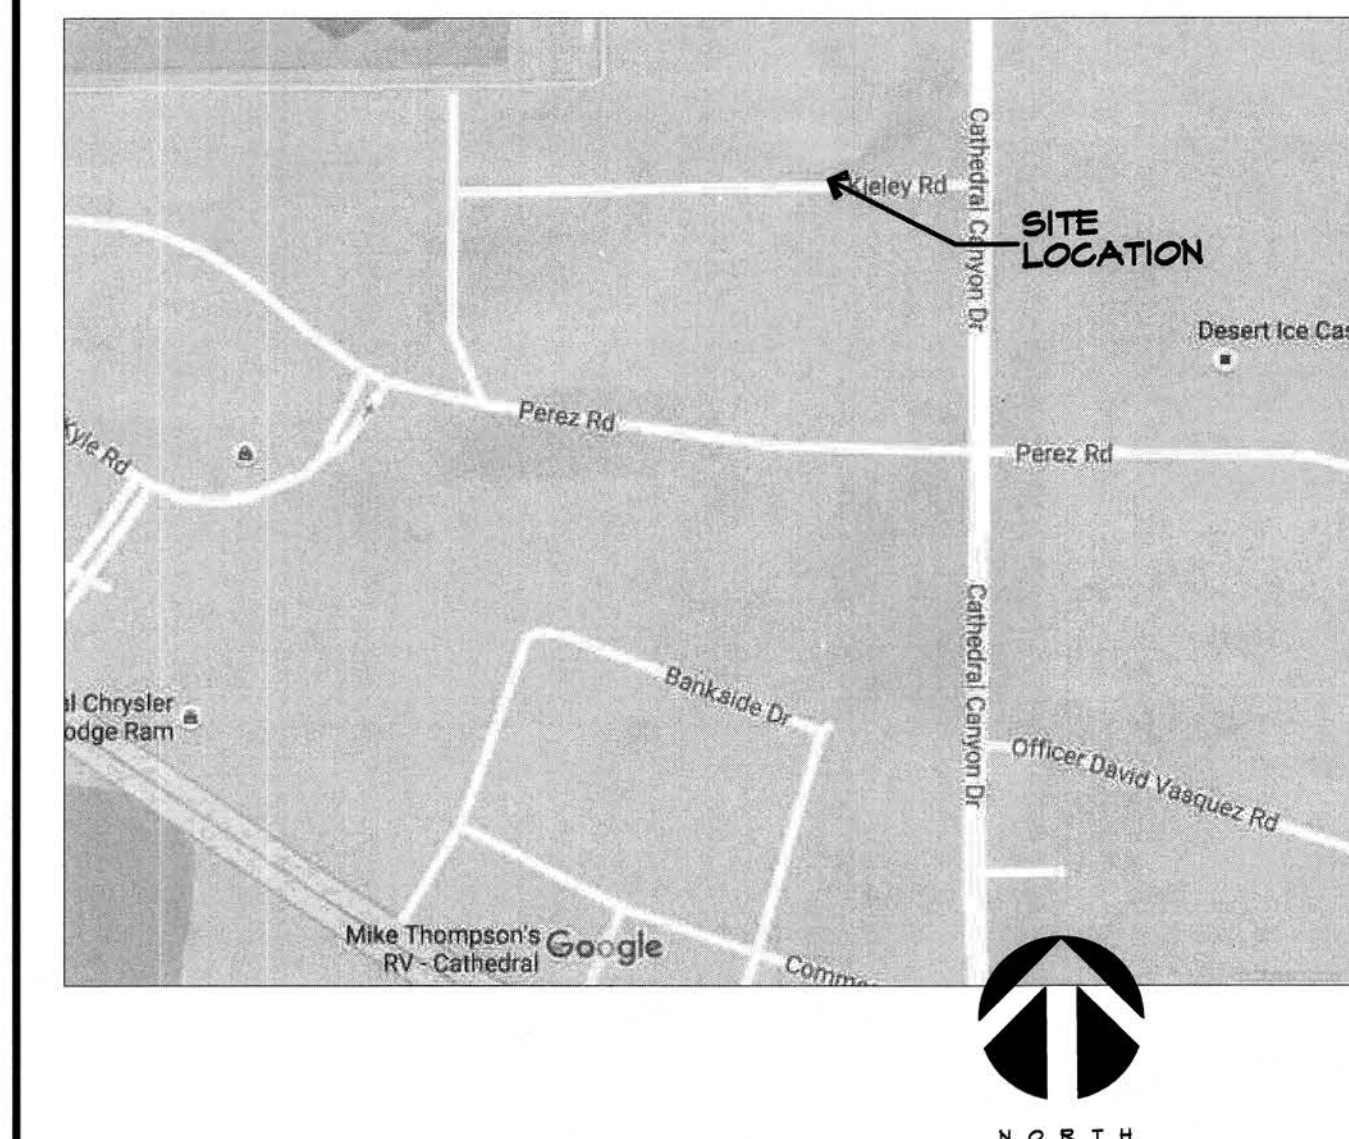 Cathedral Canyon Dr
Kieley Rd
SITE
LOCATION
Desert Ice Cas
Perez Rd
Perez Rd
Kyle Rd
Cathedral Canyon Dr
Bankside Dr
al Chrysler
odge Ram
Officer David Vasquez Rd
Mike Thompson's
RV - Cathedral
Google
Commer
NORTH